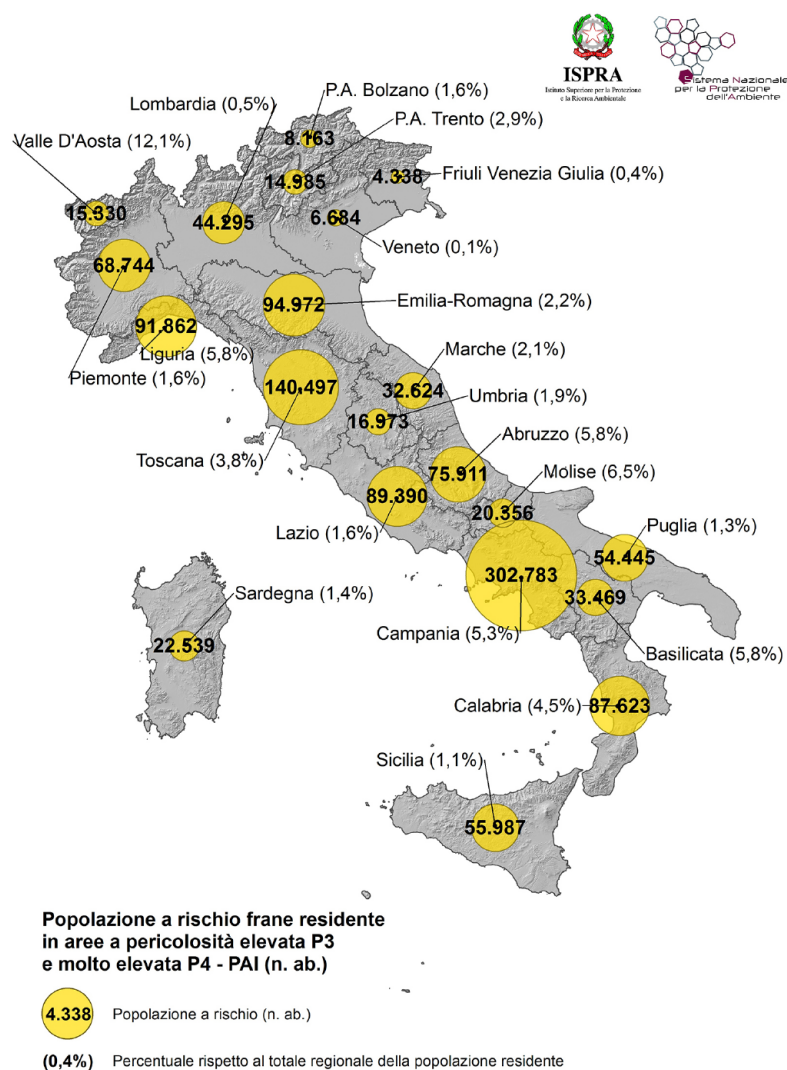 ISPRA
Istituto Superiore per la Protezione
e la Ricerca Ambientale
Sistema Nazionale
per la Protezione
dell'Ambiente
P.A. Bolzano (1,6%)
Lombardia (0,5%)
P.A. Trento (2,9%)
8.163
Valle D'Aosta (12,1%)
Friuli Venezia Giulia (0,4%)
4.338
14.985
15.330
44.295
6.684
Veneto (0,1%)
68.744
94.972
Emilia-Romagna (2,2%)
91.862
Liguria (5,8%)
Marche (2,1%)
Piemonte (1,6%)
140.497
32.624
Umbria (1,9%)
16.973
Abruzzo (5,8%)
Toscana (3,8%)
75.911
Molise (6,5%)
89.390
20.356
Puglia (1,3%)
Lazio (1,6%)
54.445
302.783
Sardegna (1,4%)
33.469
Campania (5,3%)
22.539
Basilicata (5,8%)
Calabria (4,5%)
87.623
Sicilia (1,1%)
55.987
Popolazione a rischio frane residente
in aree a pericolosità elevata P3
e molto elevata P4 - PAI (n. ab.)
4.338 Popolazione a rischio (n. ab.)
(0,4%) Percentuale rispetto al totale regionale della popolazione residente